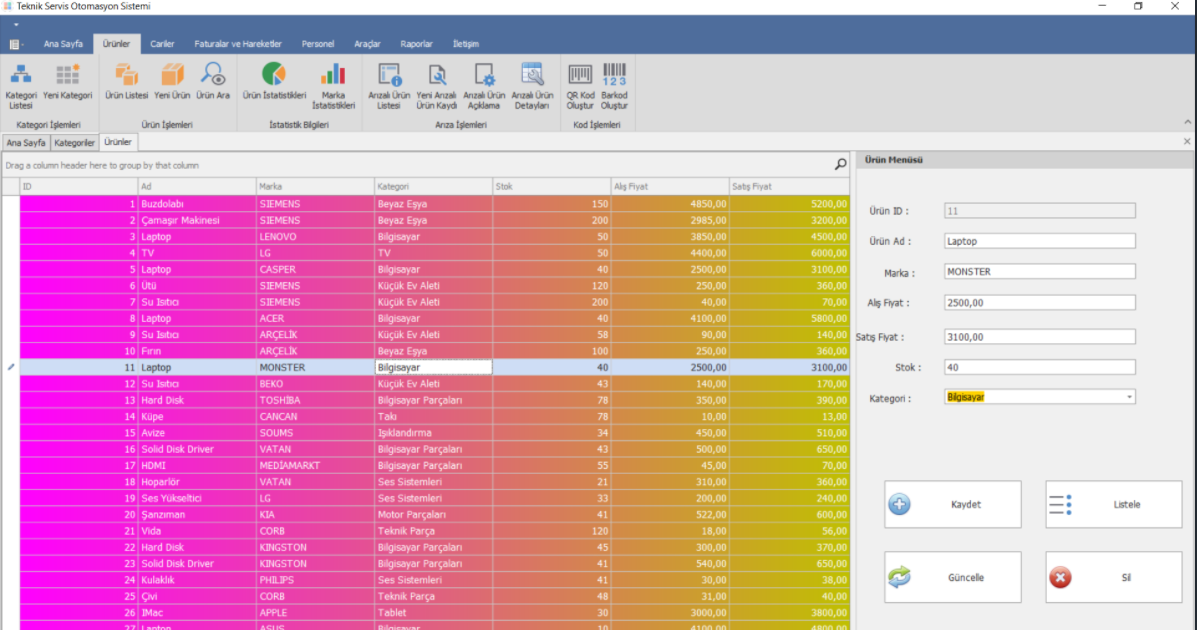 Teknik Servis Otomasyon Sistemi
Ana Sayfa Ürünler Cariler Faturalar ve Hareketler Personel Araçlar Raporlar İletişim
Kategori Listesi Yeni Kategori Ürün Listesi Yeni Ürün Ürün Ara Ürün İstatistikleri Marka İstatistikleri Arızalı Ürün Listesi Yeni Arızalı Ürün Kaydı Arızalı Ürün Açıklama Arızalı Ürün Detayları QR Kod Oluştur Barkod Oluştur
Kategori İşlemleri Ürün İşlemleri İstatistik Bilgileri Arıza İşlemleri Kod İşlemleri
Ana Sayfa Kategoriler Ürünler
Drag a column header here to group by that column
ID Ad Marka Kategori Stok Alış Fiyat Satış Fiyat
1 Buzdolabı SIEMENS Beyaz Eşya 150 4850,00 5200,00
2 Çamaşır Makinesi SIEMENS Beyaz Eşya 200 2985,00 3200,00
3 Laptop LENOVO Bilgisayar 50 3850,00 4500,00
4 TV LG TV 50 4400,00 6000,00
5 Laptop CASPER Bilgisayar 40 2500,00 3100,00
6 Ütü SIEMENS Küçük Ev Aleti 120 250,00 360,00
7 Su Isıtıcı SIEMENS Küçük Ev Aleti 200 40,00 70,00
8 Laptop ACER Bilgisayar 40 4100,00 5800,00
9 Su Isıtıcı ARÇELİK Küçük Ev Aleti 58 90,00 140,00
10 Fırın ARÇELİK Beyaz Eşya 100 250,00 360,00
11 Laptop MONSTER Bilgisayar 40 2500,00 3100,00
12 Su Isıtıcı BEKO Küçük Ev Aleti 43 140,00 170,00
13 Hard Disk TOSHİBA Bilgisayar Parçaları 78 350,00 390,00
14 Küpe CANCAN Takı 78 10,00 13,00
15 Avize SOUMS Işıklandırma 34 450,00 510,00
16 Solid Disk Driver VATAN Bilgisayar Parçaları 43 500,00 650,00
17 HDMI MEDİAMARKT Bilgisayar Parçaları 55 45,00 70,00
18 Hoparlör VATAN Ses Sistemleri 21 310,00 360,00
19 Ses Yükseltici LG Ses Sistemleri 33 200,00 240,00
20 Şanzıman KIA Motor Parçaları 41 522,00 600,00
21 Vida CORB Teknik Parça 120 18,00 56,00
22 Hard Disk KINGSTON Bilgisayar Parçaları 45 300,00 370,00
23 Solid Disk Driver KINGSTON Bilgisayar Parçaları 41 540,00 650,00
24 Kulaklık PHILIPS Ses Sistemleri 41 30,00 38,00
25 Çivi CORB Teknik Parça 48 31,00 40,00
26 IMac APPLE Tablet 30 3000,00 3800,00
27 Laptop ASUS Bilgisayar 10 4100,00 4800,00
Ürün Menüsü
Ürün ID : 11
Ürün Ad : Laptop
Marka : MONSTER
Alış Fiyat : 2500,00
Satış Fiyat : 3100,00
Stok : 40
Kategori : Bilgisayar
Kaydet Listele
Güncelle Sil